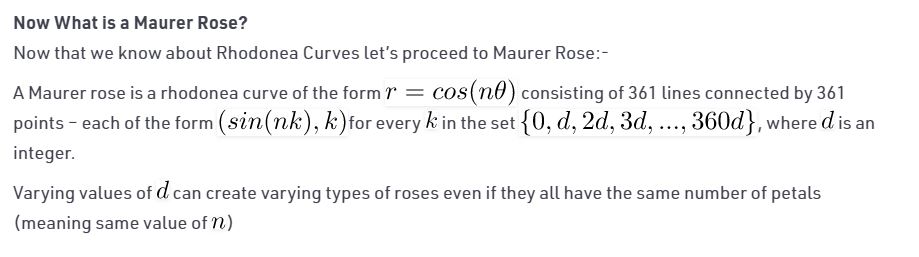 Now What is a Maurer Rose?
Now that we know about Rhodonea Curves let's proceed to Maurer Rose:-
A Maurer rose is a rhodonea curve of the form r = cos(nθ) consisting of 361 lines connected by 361
points – each of the form (sin(nk), k)for every k in the set {0, d, 2d, 3d, ..., 360d}, where d is an
integer.
Varying values of d can create varying types of roses even if they all have the same number of petals
(meaning same value of n)